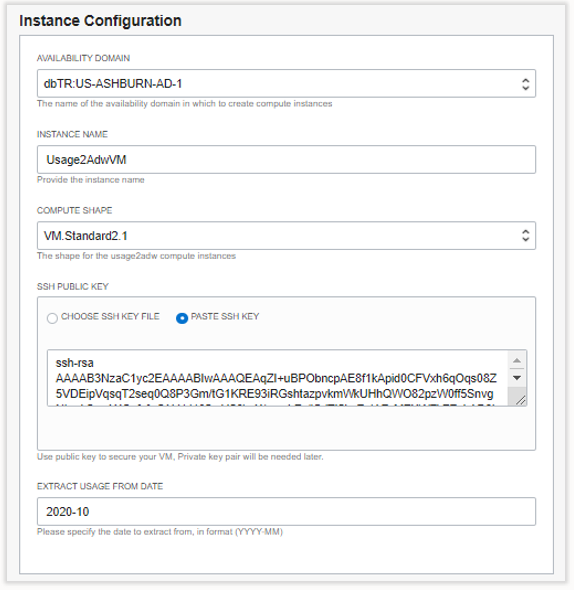 Instance Configuration
AVAILABILITY DOMAIN
dbTR:US-ASHBURN-AD-1
The name of the availability domain in which to create compute instances
INSTANCE NAME
Usage2AdwVM
Provide the instance name
COMPUTE SHAPE
VM.Standard2.1
The shape for the usage2adw compute instances
SSH PUBLIC KEY
CHOOSE SSH KEY FILE PASTE SSH KEY
ssh-rsa
AAAAB3NzaC1yc2EAAAABIwAAAQEAqZI+uBPObncpAE8f1kApid0CFVxh6qOqs08Z
5VDEipVqsqT2seq0Q8P3Gm/tG1KRE93iRGshtazpvkmWkUHhQWO82pzW0ff5Snvg
Use public key to secure your VM, Private key pair will be needed later.
EXTRACT USAGE FROM DATE
2020-10
Please specify the date to extract from, in format (YYYY-MM)